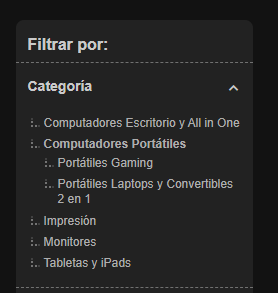 Filtrar por:
Categoría
Computadores Escritorio y All in One
Computadores Portátiles
Portátiles Gaming
Portátiles Laptops y Convertibles
2 en 1
Impresión
Monitores
Tabletas y iPads